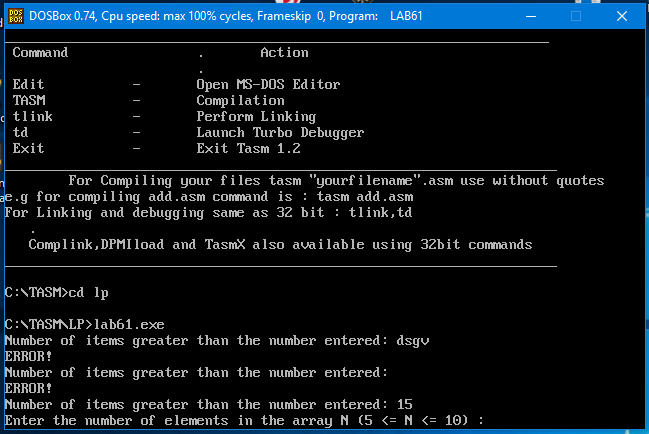 DOSBox 0.74, Cpu speed: max 100% cycles, Frameskip 0, Program: LAB61
Command . Action
.
Edit - Open MS-DOS Editor
TASM - Compilation
tlink - Perform Linking
td - Launch Turbo Debugger
Exit - Exit Tasm 1.2
For Compiling your files tasm "yourfilename".asm use without quotes
e.g for compiling add.asm command is : tasm add.asm
For Linking and debugging same as 32 bit : tlink,td
.
Complink,DPMIload and TasmX also available using 32bit commands
C:\TASM>cd lp
C:\TASM\LP>lab61.exe
Number of items greater than the number entered: dsgv
ERROR!
Number of items greater than the number entered:
ERROR!
Number of items greater than the number entered: 15
Enter the number of elements in the array N (5 <= N <= 10) :